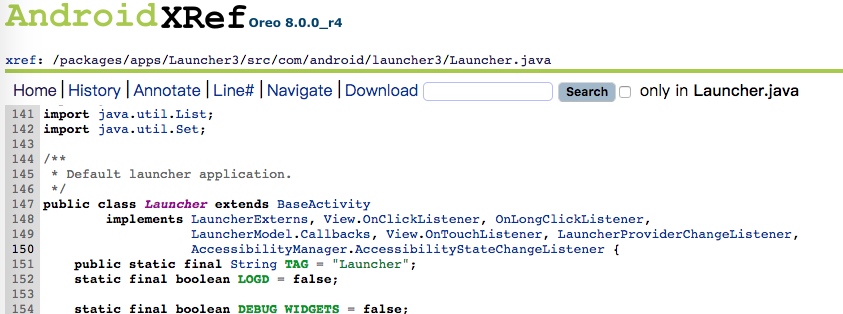 AndroidXRef Oreo 8.0.0_r4
xref: /packages/apps/Launcher3/src/com/android/launcher3/Launcher.java
Home | History | Annotate | Line# | Navigate | Download Search only in Launcher.java
141 import java.util.List;
142 import java.util.Set;
143
144 /**
145  * Default launcher application.
146  */
147 public class Launcher extends BaseActivity
148         implements LauncherExterns, View.OnClickListener, OnLongClickListener,
149                    LauncherModel.Callbacks, View.OnTouchListener, LauncherProviderChangeListener,
150                    AccessibilityManager.AccessibilityStateChangeListener {
151     public static final String TAG = "Launcher";
152     static final boolean LOGD = false;
153
154     static final boolean DEBUG_WIDGETS = false;